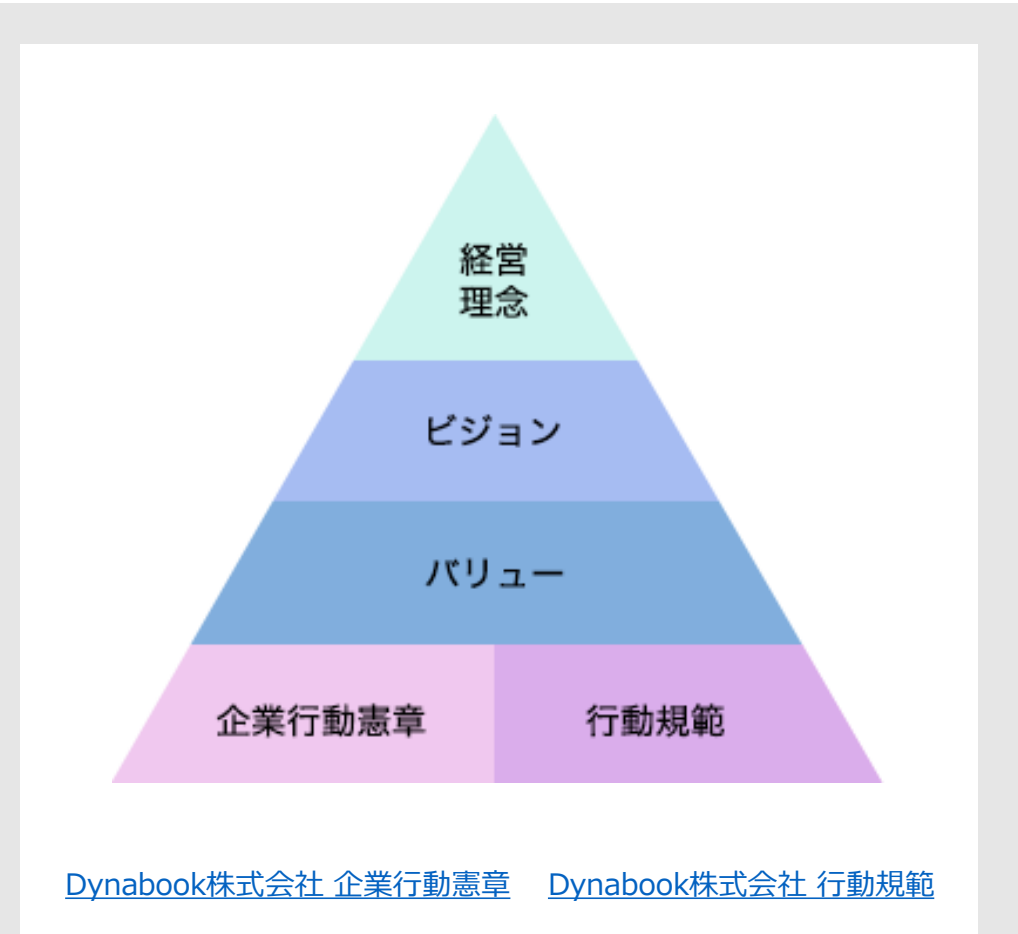 経営
理念
ビジョン
バリュー
企業行動憲章 行動規範
Dynabook株式会社 企業行動憲章 Dynabook株式会社 行動規範